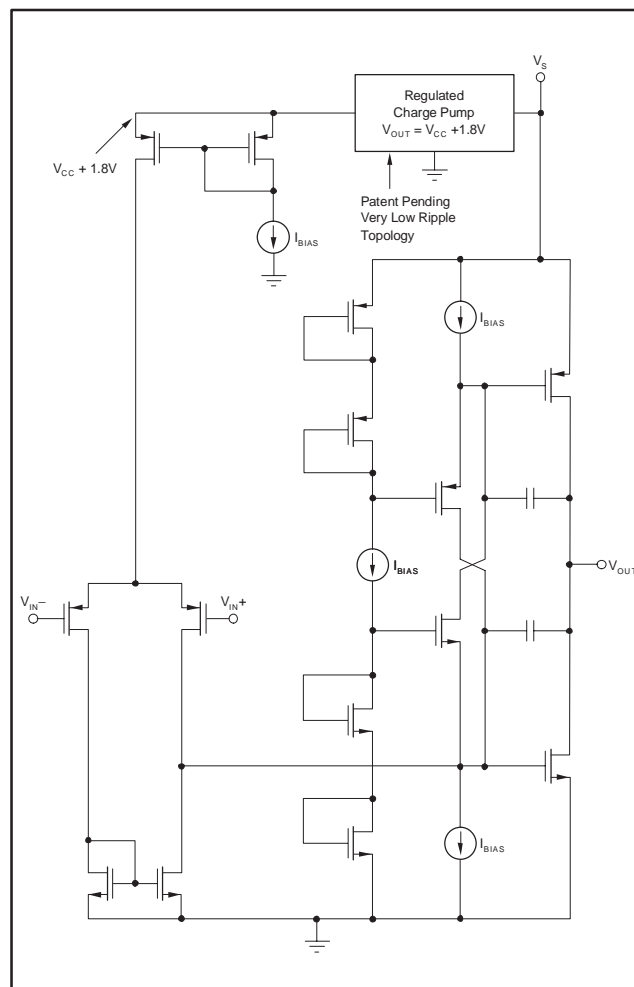 V_S
Regulated
Charge Pump
V_OUT = V_CC +1.8V
V_CC + 1.8V
Patent Pending
Very Low Ripple
Topology
I_BIAS
I_BIAS
I_BIAS
V_OUT
V_IN−
V_IN+
I_BIAS